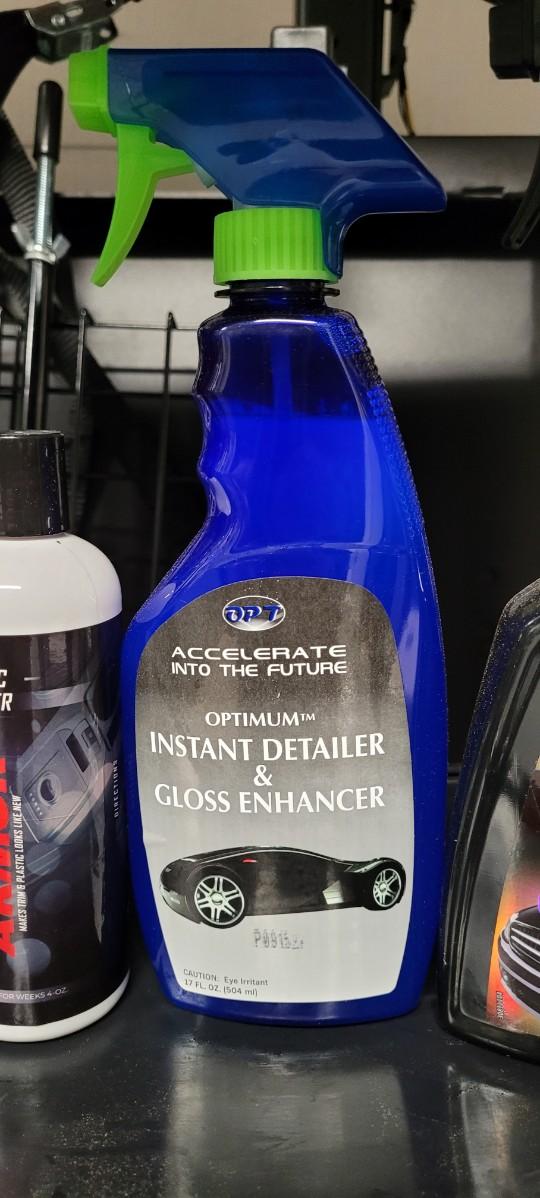 OPT
ACCELERATE
INTO THE FUTURE
OPTIMUM™
INSTANT DETAILER
&
GLOSS ENHANCER
CAUTION: Eye Irritant
17 FL. OZ. (504 ml)
MAKES TRIM & PLASTIC LOOKS LIKE NEW
DIRECTIONS
FOR WEEKS 4-OZ.